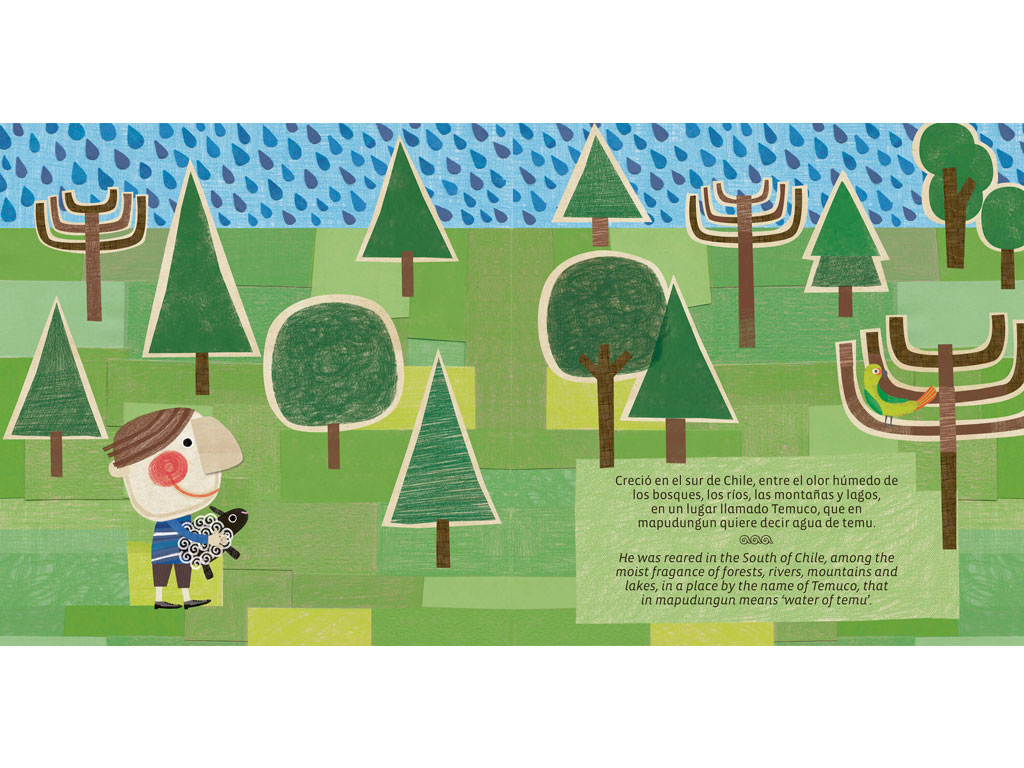 Creció en el sur de Chile, entre el olor húmedo de
los bosques, los ríos, las montañas y lagos,
en un lugar llamado Temuco, que en
mapudungun quiere decir agua de temu.
He was reared in the South of Chile, among the
moist fragance of forests, rivers, mountains and
lakes, in a place by the name of Temuco, that
in mapudungun means ‘water of temu’.